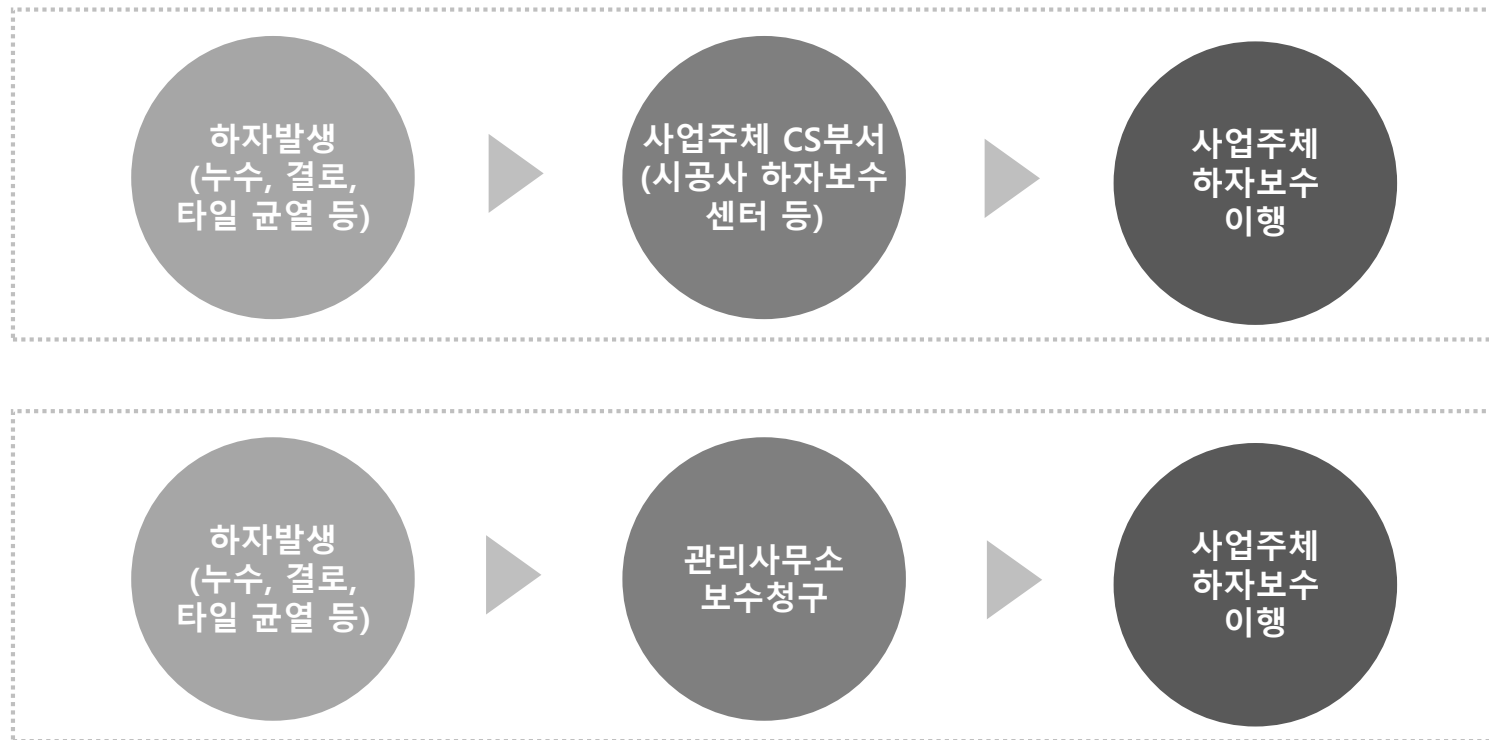 하자발생
(누수, 결로,
타일 균열 등)
사업주체 CS부서
(시공사 하자보수
센터 등)
사업주체
하자보수
이행
하자발생
(누수, 결로,
타일 균열 등)
관리사무소
보수청구
사업주체
하자보수
이행